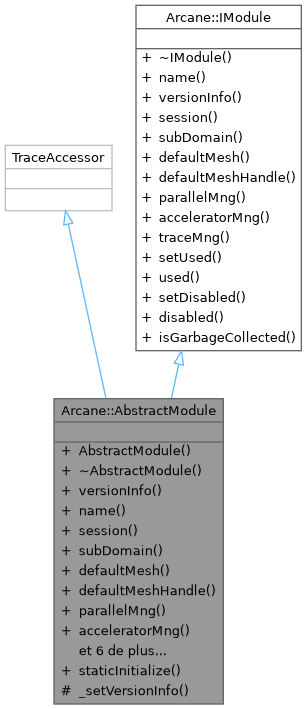 Arcane::IModule
+ ~IModule()
+ name()
+ versionInfo()
+ session()
+ subDomain()
+ defaultMesh()
+ defaultMeshHandle()
+ parallelMng()
+ acceleratorMng()
+ traceMng()
+ setUsed()
+ used()
+ setDisabled()
+ disabled()
+ isGarbageCollected()
TraceAccessor
Arcane::AbstractModule
+ AbstractModule()
+ ~AbstractModule()
+ versionInfo()
+ name()
+ session()
+ subDomain()
+ defaultMesh()
+ defaultMeshHandle()
+ parallelMng()
+ acceleratorMng()
et 6 de plus...
+ staticInitialize()
# _setVersionInfo()